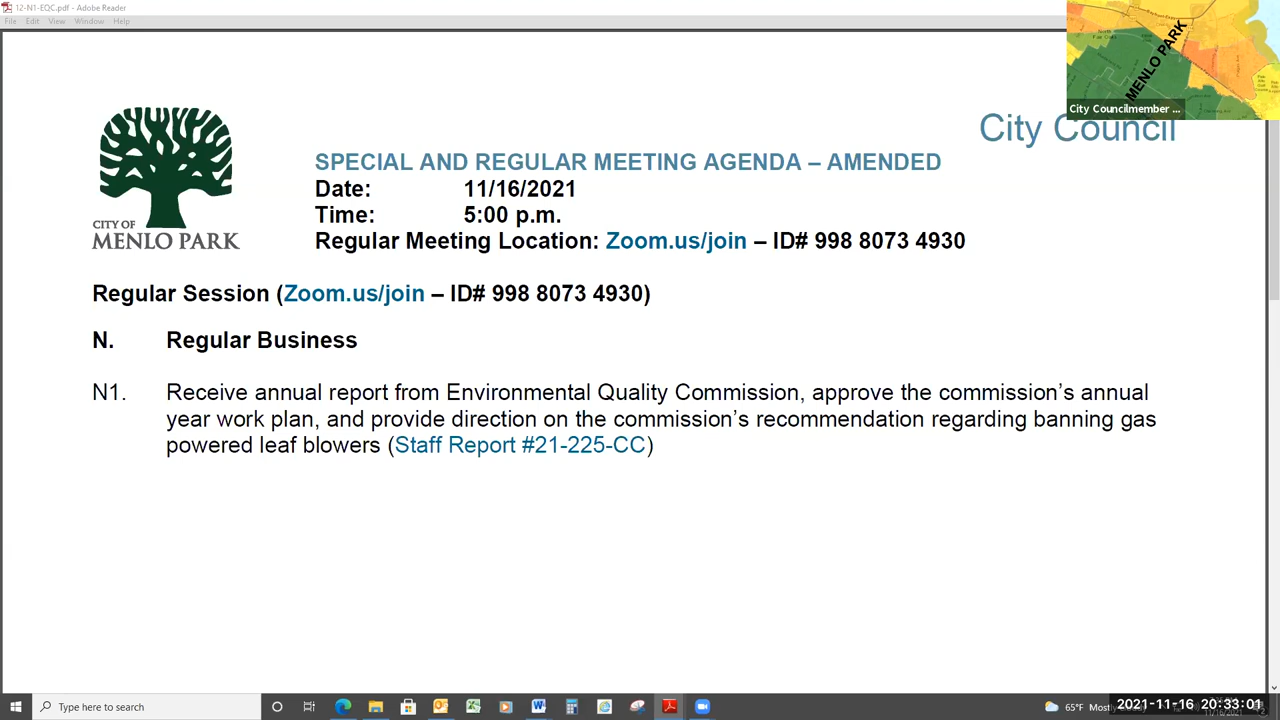 12-N1-EQC.pdf - Adobe Reader
File Edit View Window Help
MENLO PARK
City Councilmember ...
City Council
CITY OF
MENLO PARK
SPECIAL AND REGULAR MEETING AGENDA – AMENDED
Date: 11/16/2021
Time: 5:00 p.m.
Regular Meeting Location: Zoom.us/join – ID# 998 8073 4930
Regular Session (Zoom.us/join – ID# 998 8073 4930)
N. Regular Business
N1. Receive annual report from Environmental Quality Commission, approve the commission’s annual
year work plan, and provide direction on the commission’s recommendation regarding banning gas
powered leaf blowers (Staff Report #21-225-CC)
Type here to search
65°F
2021-11-16 20:33:01